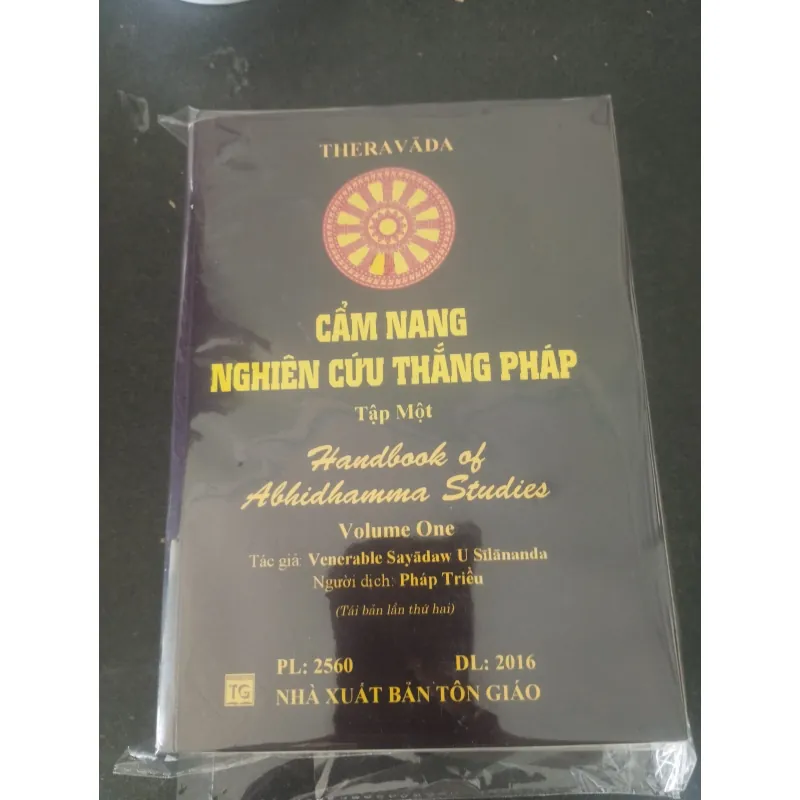 THERAVĀDA
CẨM NANG
NGHIÊN CỨU THẮNG PHÁP
Tập Một
Handbook of
Abhidhamma Studies
Volume One
Tác giả: Venerable Sayādaw U Sīlānanda
Người dịch: Pháp Triều
(Tái bản lần thứ hai)
PL: 2560 DL: 2016
TG NHÀ XUẤT BẢN TÔN GIÁO